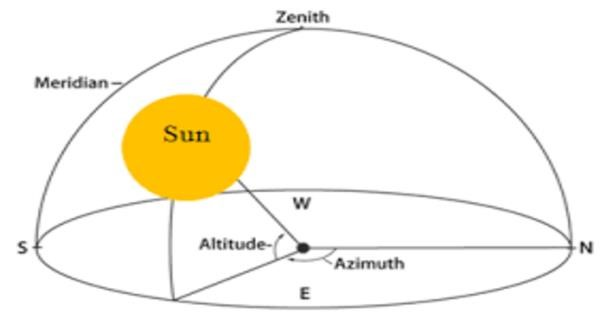 Zenith
Meridian
Sun
W
S
Altitude
N
Azimuth
E